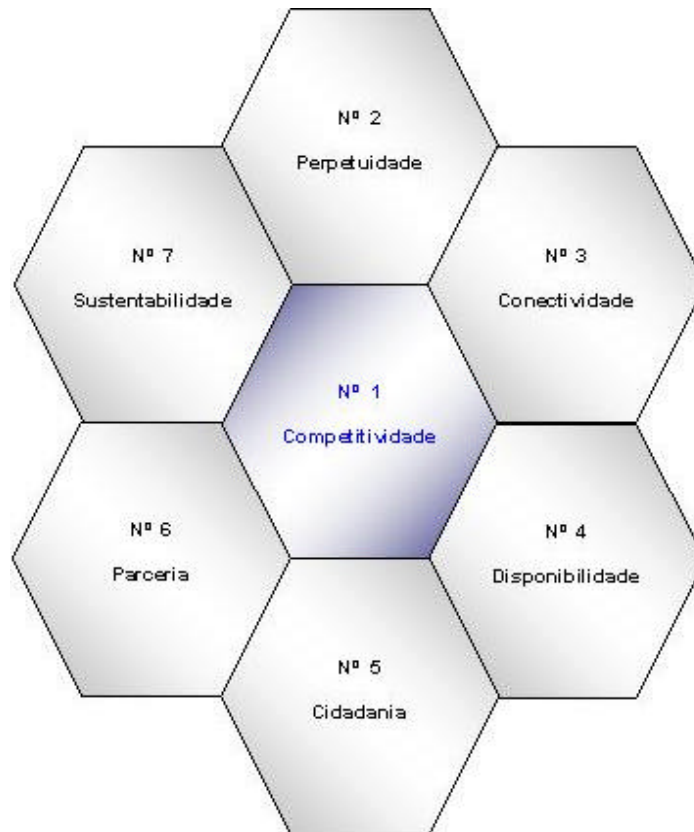 Nº 2
Perpetuidade
Nº 7
Sustentabilidade
Nº 3
Conectividade
Nº 1
Competitividade
Nº 6
Parceria
Nº 4
Disponibilidade
Nº 5
Cidadania